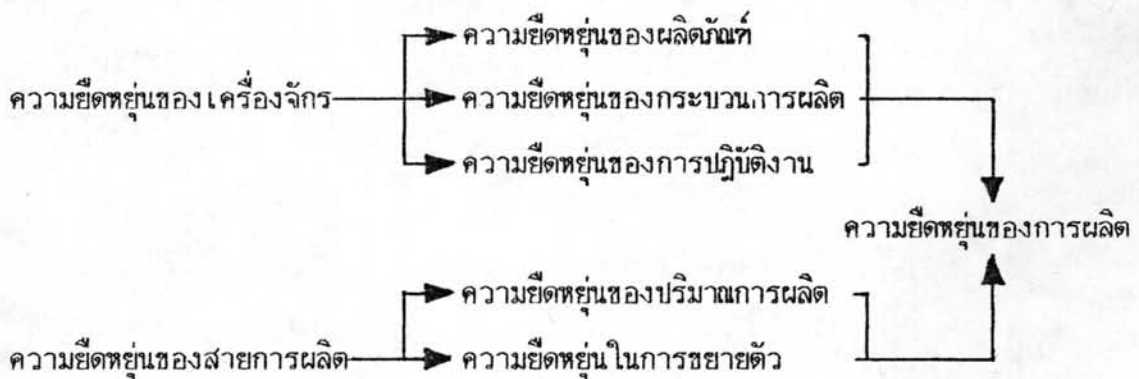 ความยืดหยุ่นของผลิตภัณฑ์
ความยืดหยุ่นของเครื่องจักร
ความยืดหยุ่นของกระบวนการผลิต
ความยืดหยุ่นของการปฏิบัติงาน
ความยืดหยุ่นของการผลิต
ความยืดหยุ่นของปริมาณการผลิต
ความยืดหยุ่นของสายการผลิต
ความยืดหยุ่นในการขยายตัว